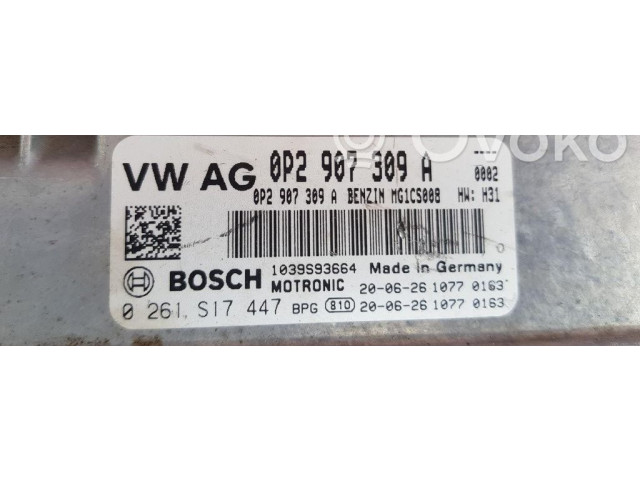 ovoko
VW AG 0P2 907 309 A 0002
0P2 907 309 A BENZIN MG1CS008 HW: H31
BOSCH 1039S93664 Made in Germany
MOTRONIC 20-06-26 1077 0163
0 261 S17 447 BPG 810 20-06-26 1077 0163